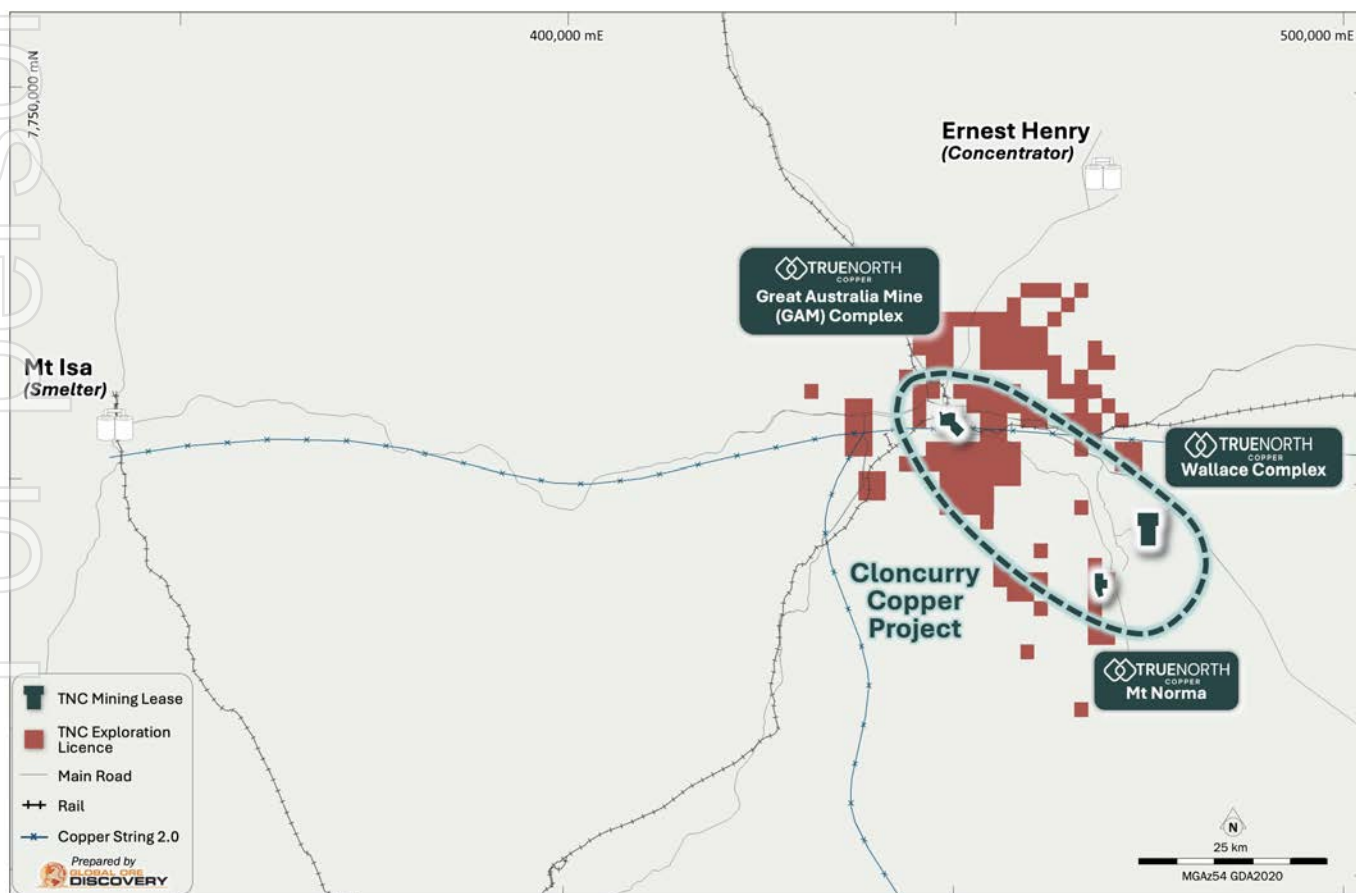 400,000 mE
500,000 mE
7,750,000 mN
Ernest Henry
(Concentrator)
TRUENORTH
COPPER
Great Australia Mine
(GAM) Complex
Mt Isa
(Smelter)
TRUENORTH
COPPER
Wallace Complex
Cloncurry
Copper
Project
TRUENORTH
COPPER
Mt Norma
TNC Mining Lease
TNC Exploration
Licence
Main Road
Rail
Copper String 2.0
Prepared by
GLOBAL ORE
DISCOVERY
N
25 km
MGAz54 GDA2020